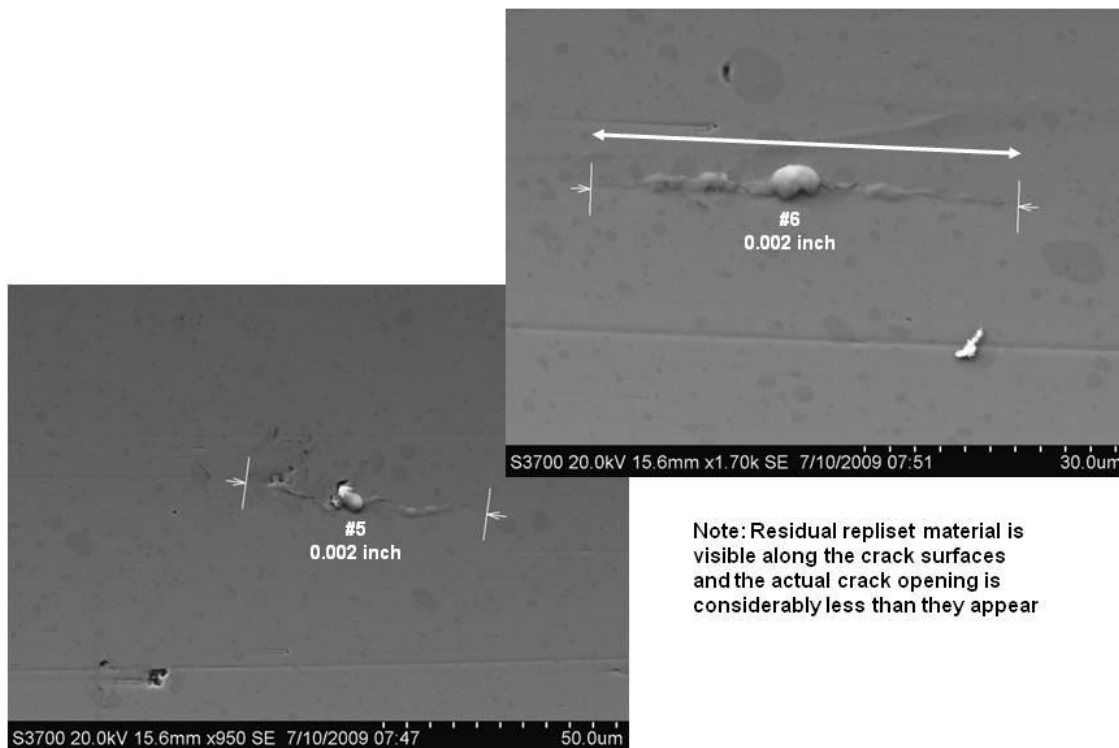 #6
0.002 inch
S3700 20.0kV 15.6mm x1.70k SE 7/10/2009 07:51
30.0um
#5
0.002 inch
S3700 20.0kV 15.6mm x950 SE 7/10/2009 07:47
50.0um
Note: Residual repliset material is
visible along the crack surfaces
and the actual crack opening is
considerably less than they appear